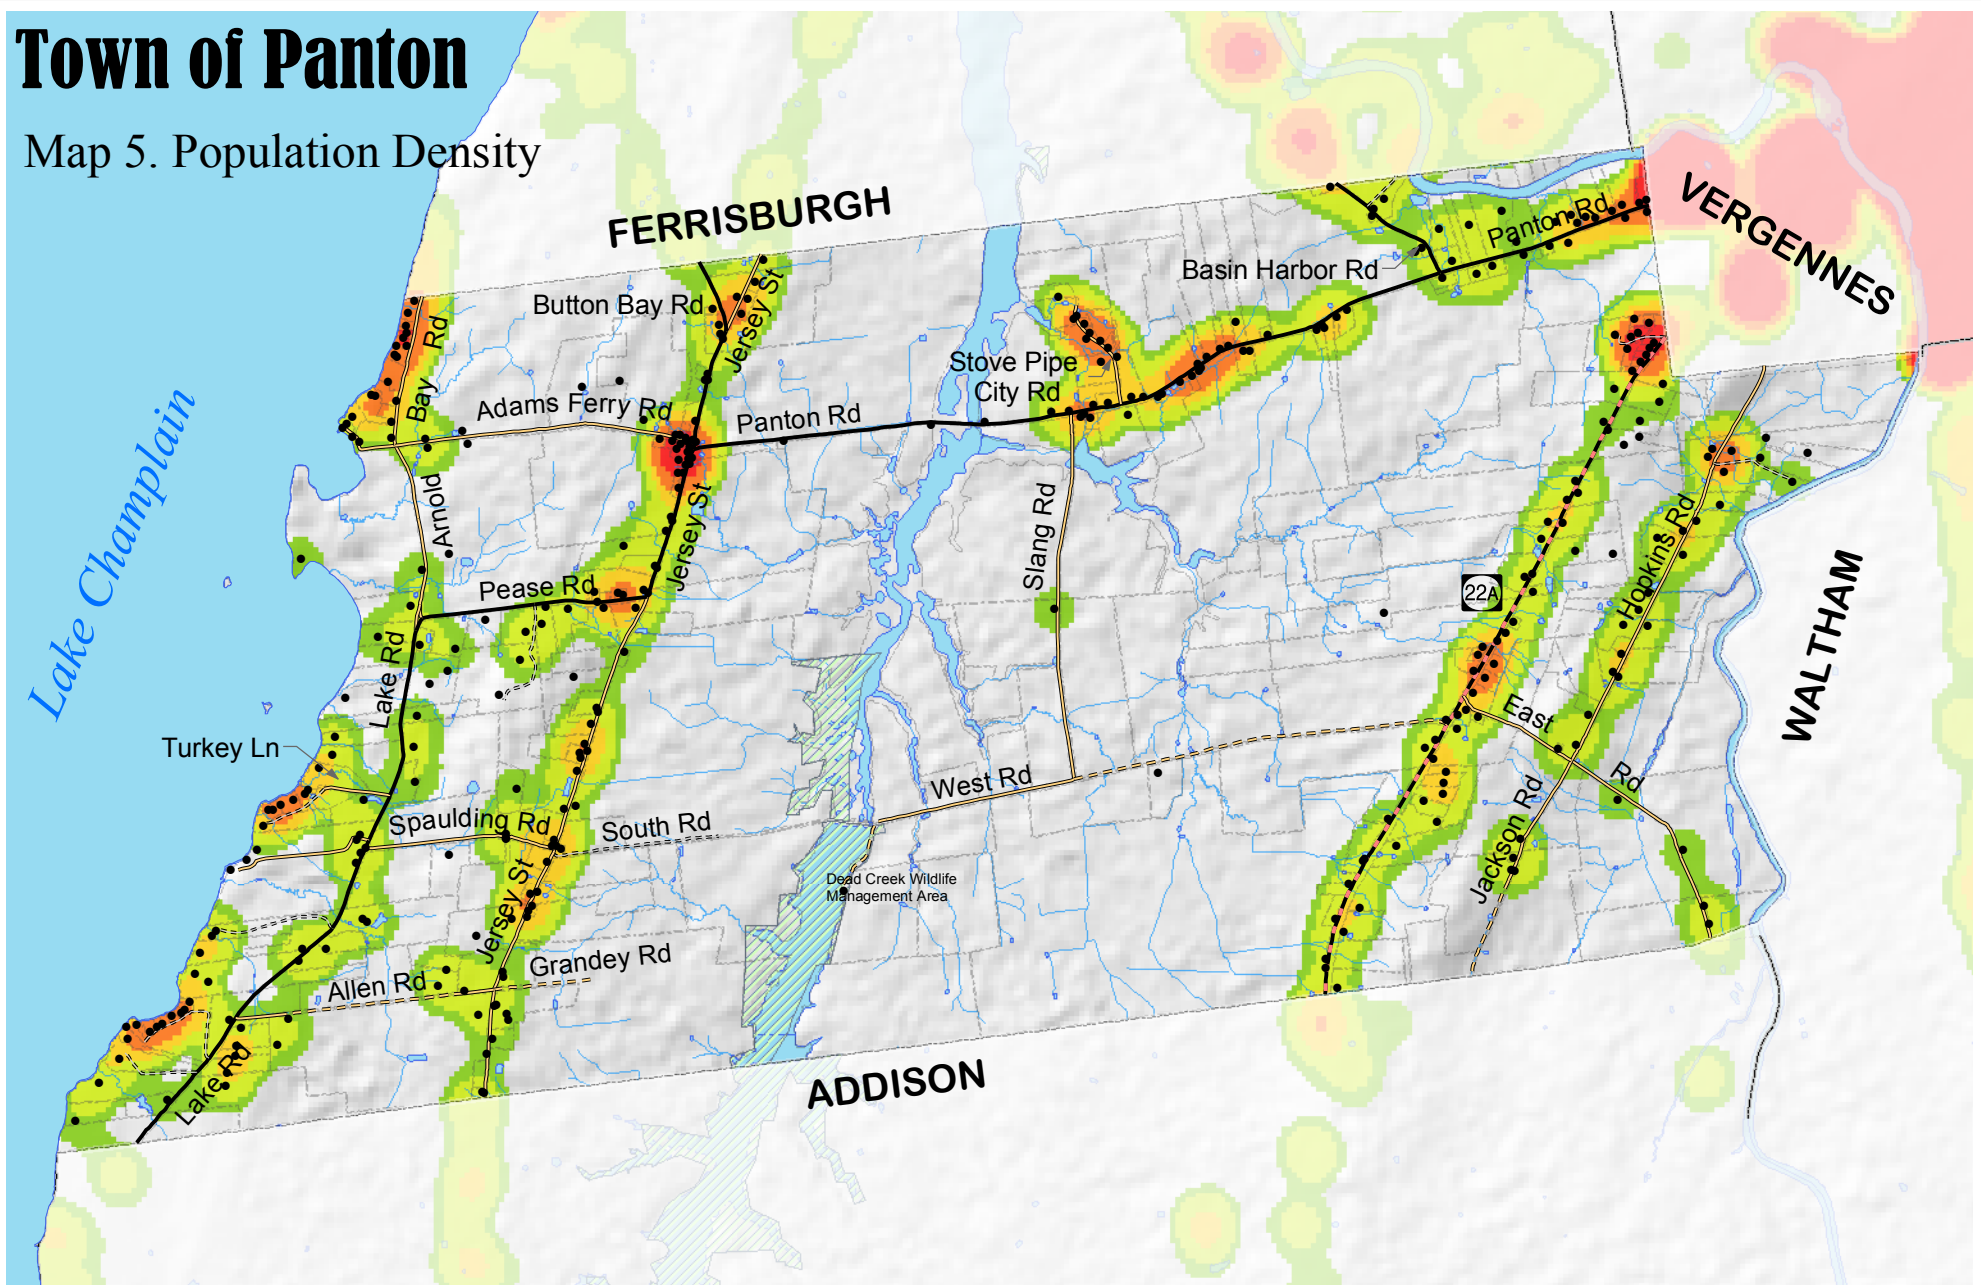 Town of Panton
Map 5. Population Density
FERRISBURGH
VERGENNES
WALTHAM
ADDISON
Lake Champlain
Panton Rd
Basin Harbor Rd
Button Bay Rd
Jersey St
Bay Rd
Stove Pipe
City Rd
Adams Ferry Rd
Panton Rd
Arnold
Jersey St
Slang Rd
Hopkins Rd
Pease Rd
22A
Lake Rd
East Rd
Turkey Ln
West Rd
Spaulding Rd
South Rd
Jackson Rd
Dead Creek Wildlife
Management Area
Jersey St
Grandey Rd
Allen Rd
Lake Rd